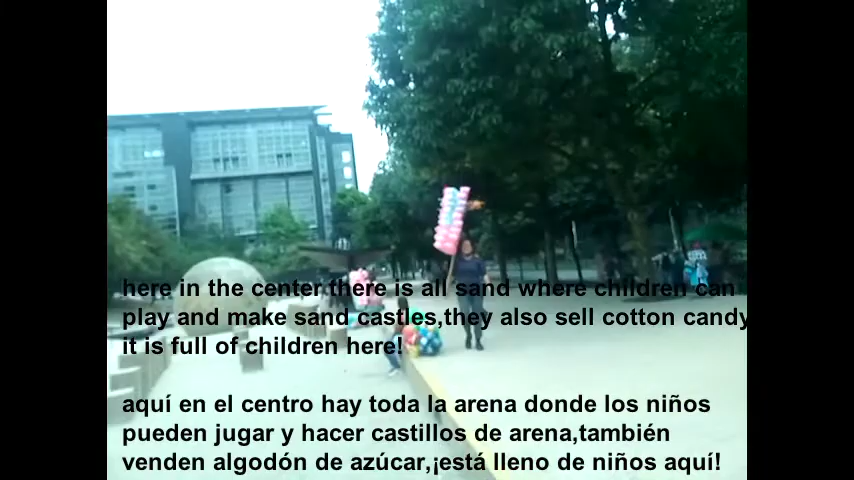 here in the center there is all sand where children can
play and make sand castles,they also sell cotton candy
it is full of children here!
aquí en el centro hay toda la arena donde los niños
pueden jugar y hacer castillos de arena,también
venden algodón de azúcar,¡está lleno de niños aquí!